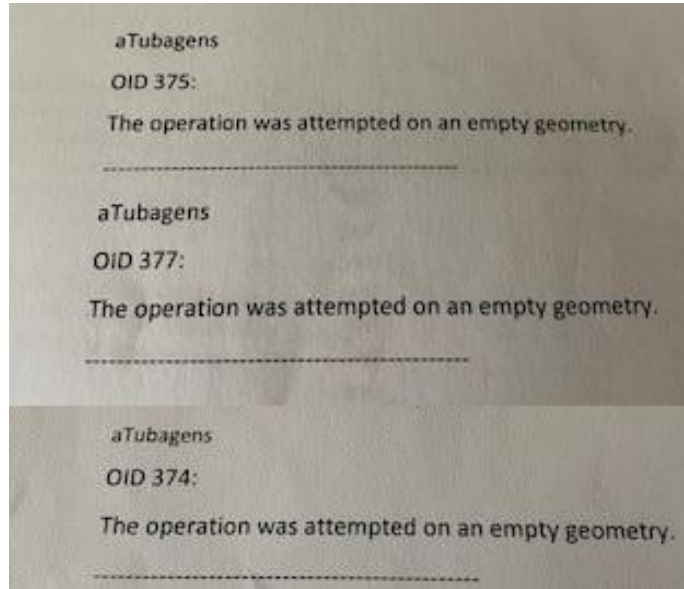 aTubagens
OID 375:
The operation was attempted on an empty geometry.
--------------------------------------------------
aTubagens
OID 377:
The operation was attempted on an empty geometry.
--------------------------------------------------
aTubagens
OID 374:
The operation was attempted on an empty geometry.
--------------------------------------------------